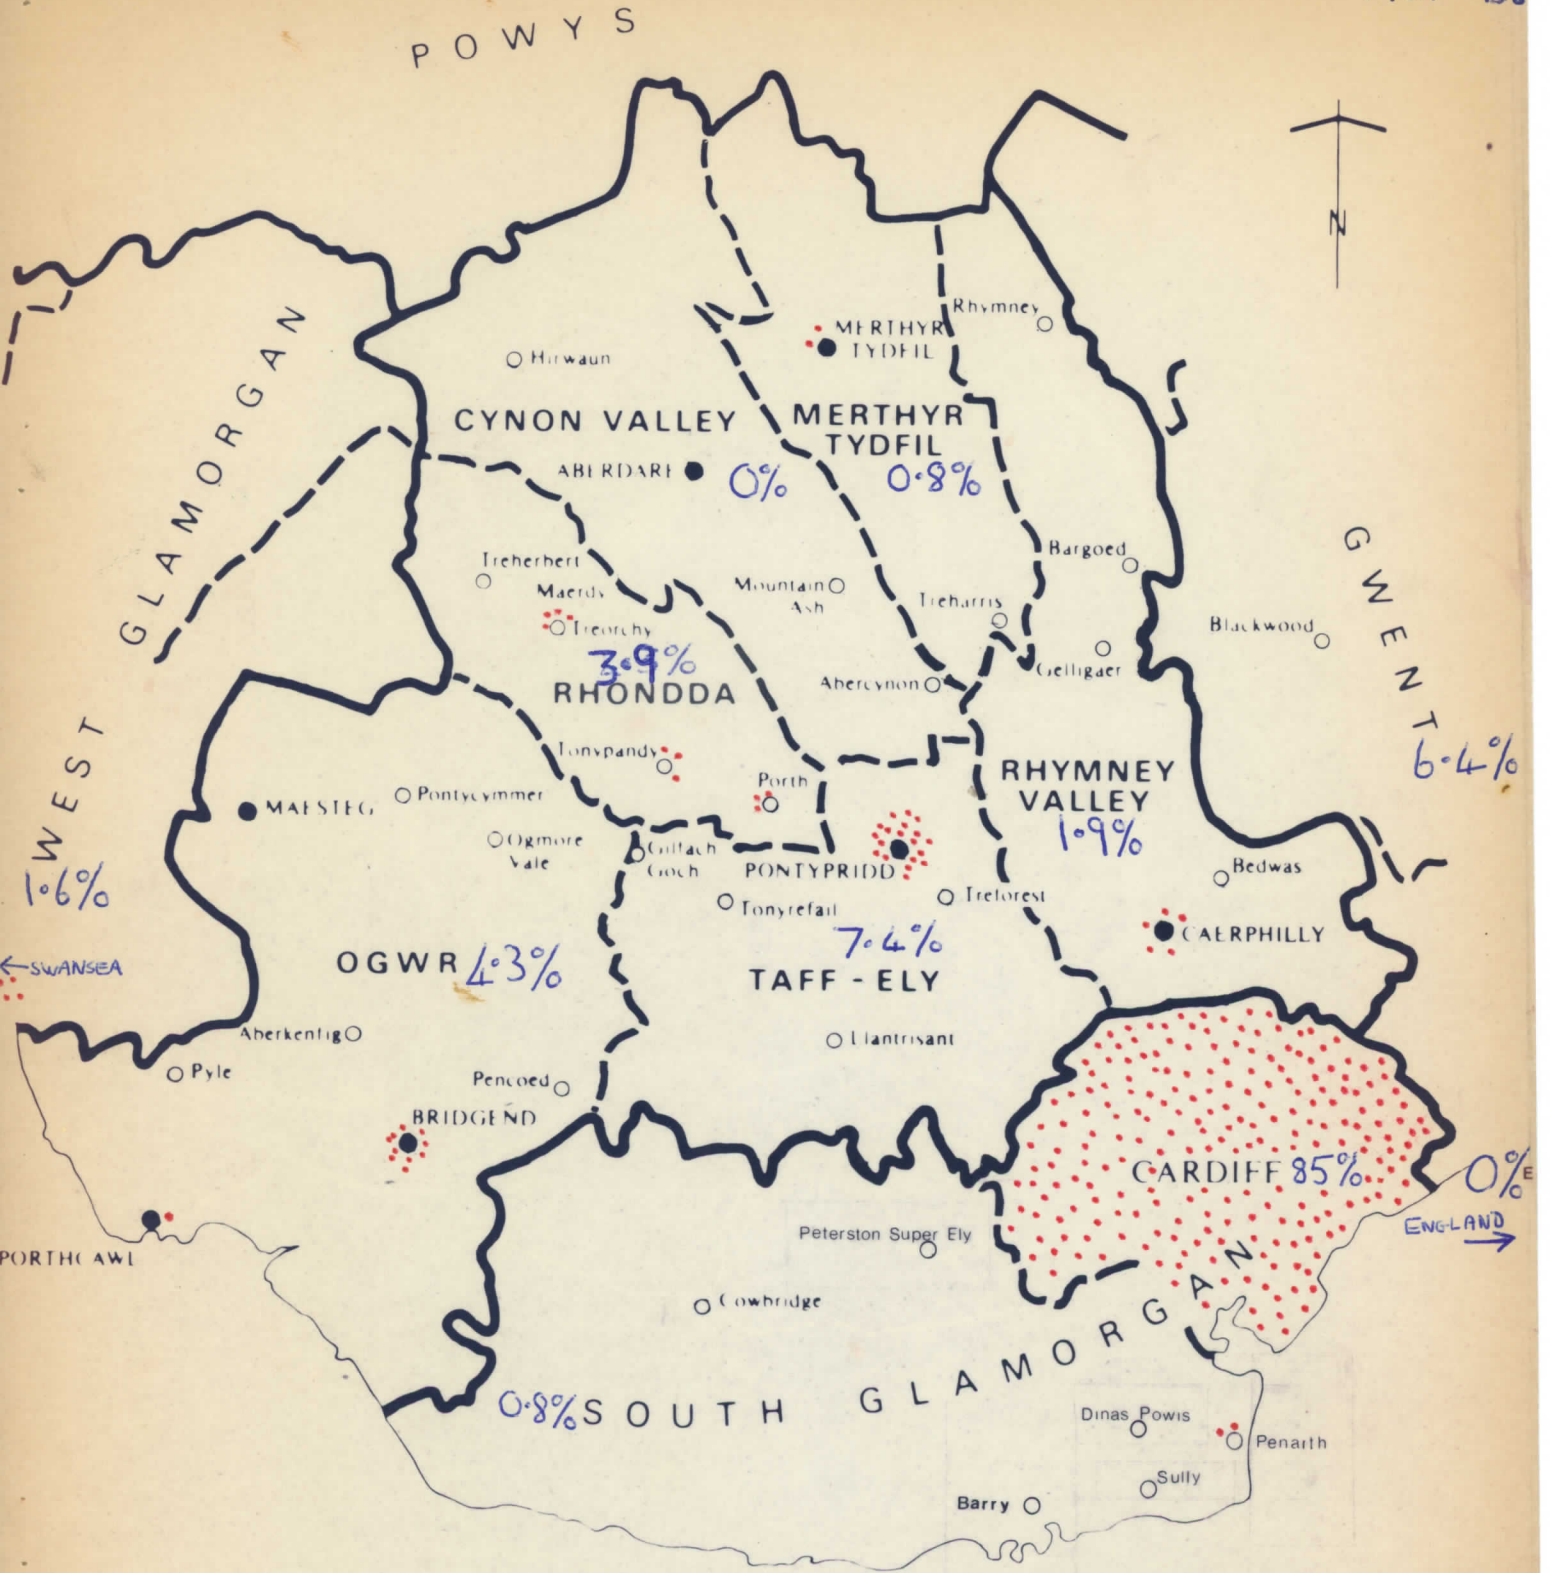 POWYS
N
WEST GLAMORGAN
GWENT
Rhymney
MERTHYR
TYDFIL
Hirwaun
CYNON VALLEY
MERTHYR
TYDFIL
ABERDARE
0%
0.8%
Treherbert
Maerdy
Treorchy
3.9%
RHONDDA
Mountain
Ash
Treharris
Bargoed
Blackwood
Gelligaer
Abercynon
6.4%
Tonypandy
Porth
RHYMNEY
VALLEY
1.9%
MAESTEG
Pontycymmer
Ogmore
Vale
Gilfach
Goch
PONTYPRIDD
Treforest
Tonyrefail
Bedwas
1.6%
7.4%
CAERPHILLY
←SWANSEA
OGWR 4.3%
TAFF - ELY
Aberkenfig
Llantrisant
Pyle
Pencoed
BRIDGEND
CARDIFF 85%
0%
E
ENGLAND
→
PORTHCAWL
Peterston Super Ely
Cowbridge
0.8% SOUTH GLAMORGAN
Dinas Powis
Penarth
Sully
Barry